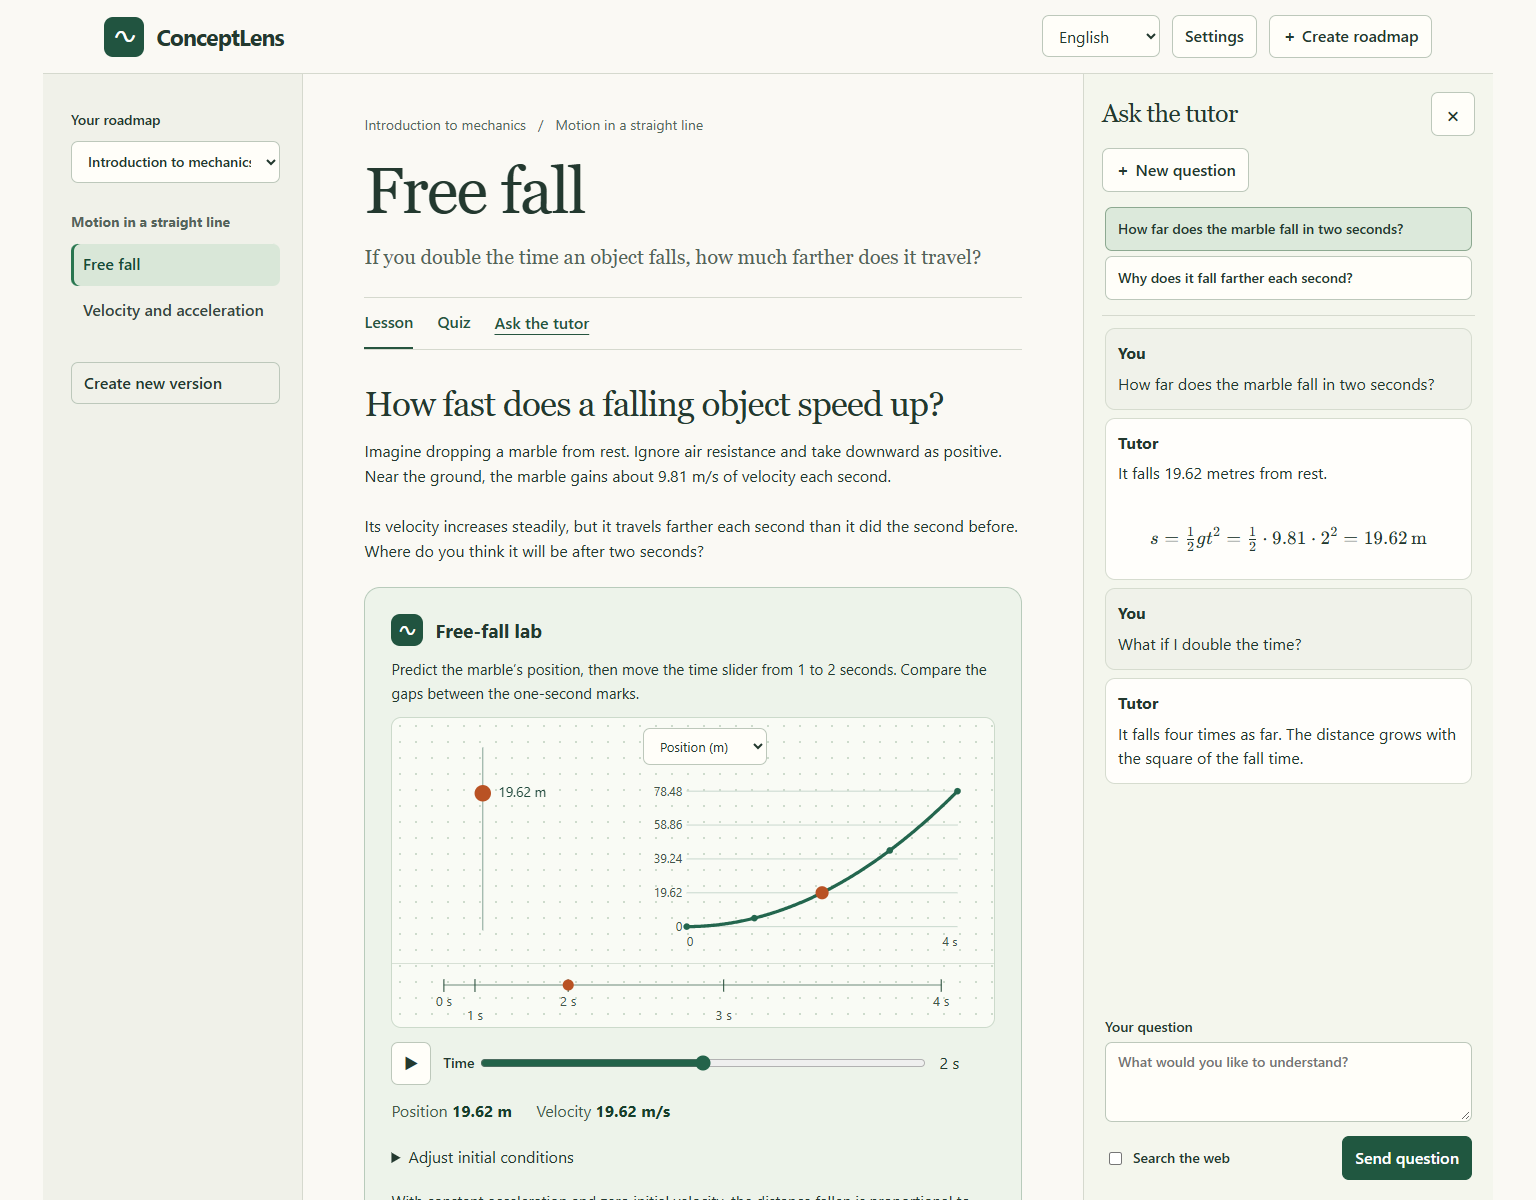 ConceptLens
English
Settings
+ Create roadmap
Your roadmap
Introduction to mechanics
Motion in a straight line
Free fall
Velocity and acceleration
Create new version
Introduction to mechanics / Motion in a straight line
Free fall
If you double the time an object falls, how much farther does it travel?
Lesson
Quiz
Ask the tutor
How fast does a falling object speed up?
Imagine dropping a marble from rest. Ignore air resistance and take downward as positive.
Near the ground, the marble gains about 9.81 m/s of velocity each second.
Its velocity increases steadily, but it travels farther each second than it did the second before.
Where do you think it will be after two seconds?
Free-fall lab
Predict the marble's position, then move the time slider from 1 to 2 seconds. Compare the
gaps between the one-second marks.
Position (m)
19.62 m
78.48
58.86
39.24
19.62
0
0
4 s
0 s
1 s
2 s
3 s
4 s
Time
2 s
Position 19.62 m
Velocity 19.62 m/s
Adjust initial conditions
With constant acceleration and zero initial velocity, the distance fallen is proportional to
Ask the tutor
×
+ New question
How far does the marble fall in two seconds?
Why does it fall farther each second?
You
How far does the marble fall in two seconds?
Tutor
It falls 19.62 metres from rest.
s = ½gt² = ½ · 9.81 · 2² = 19.62 m
You
What if I double the time?
Tutor
It falls four times as far. The distance grows with
the square of the fall time.
Your question
What would you like to understand?
Search the web
Send question